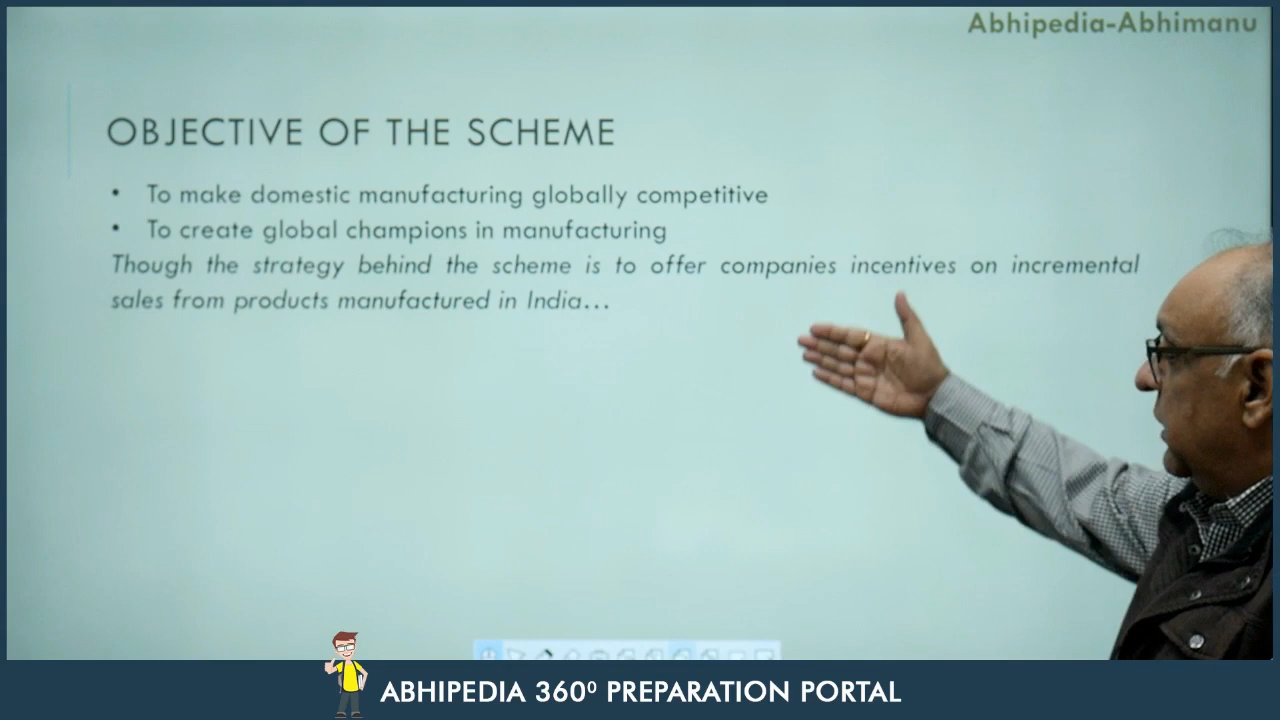 Abhipedia-Abhimanu
OBJECTIVE OF THE SCHEME
• To make domestic manufacturing globally competitive
• To create global champions in manufacturing
Though the strategy behind the scheme is to offer companies incentives on incremental
sales from products manufactured in India...
ABHIPEDIA 360⁰ PREPARATION PORTAL